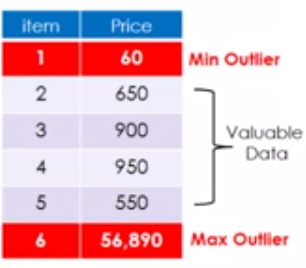 item Price
1 60 Min Outlier
2 650
3 900 Valuable
4 950 Data
5 550
6 56,890 Max Outlier